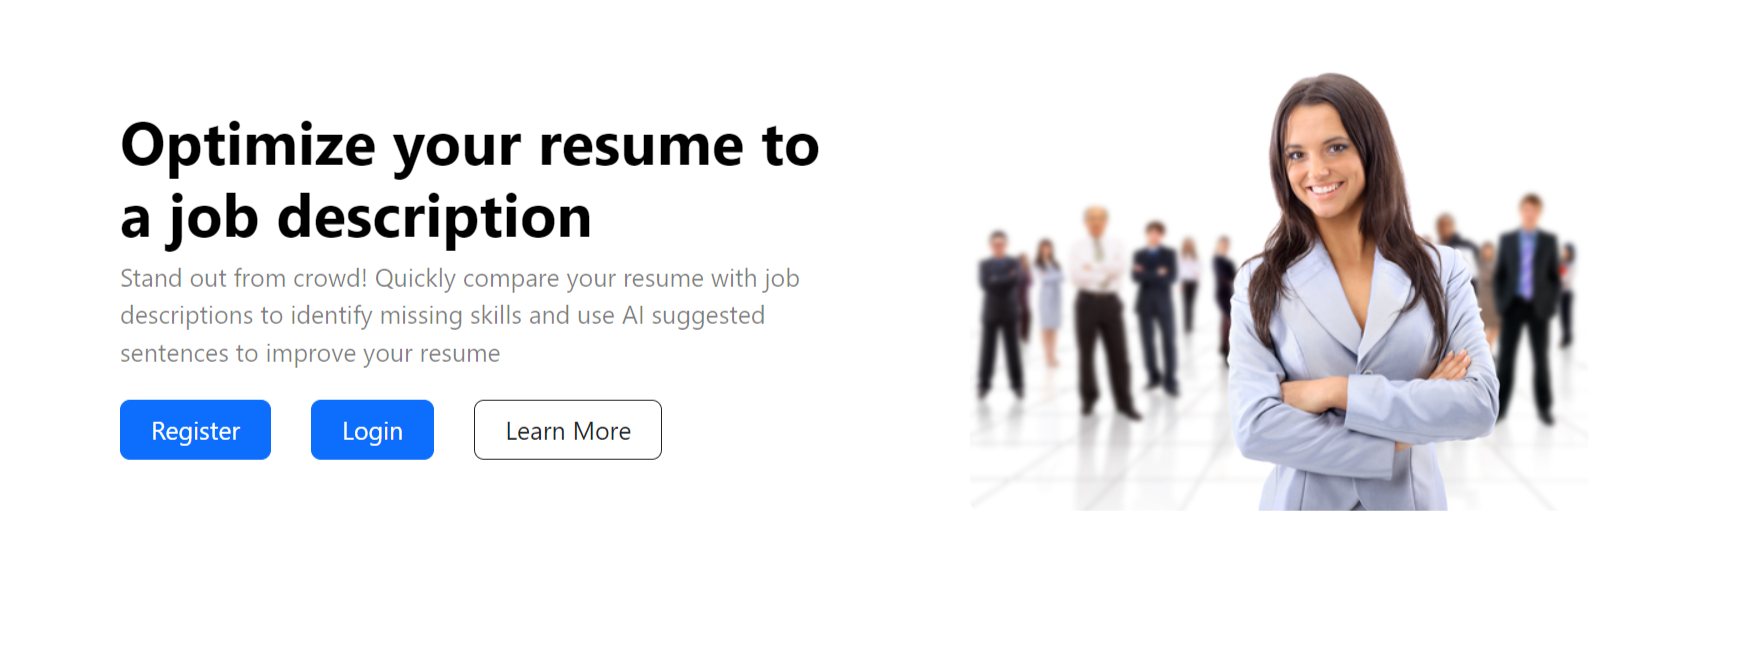 Optimize your resume to
a job description
Stand out from crowd! Quickly compare your resume with job
descriptions to identify missing skills and use AI suggested
sentences to improve your resume
Register
Login
Learn More